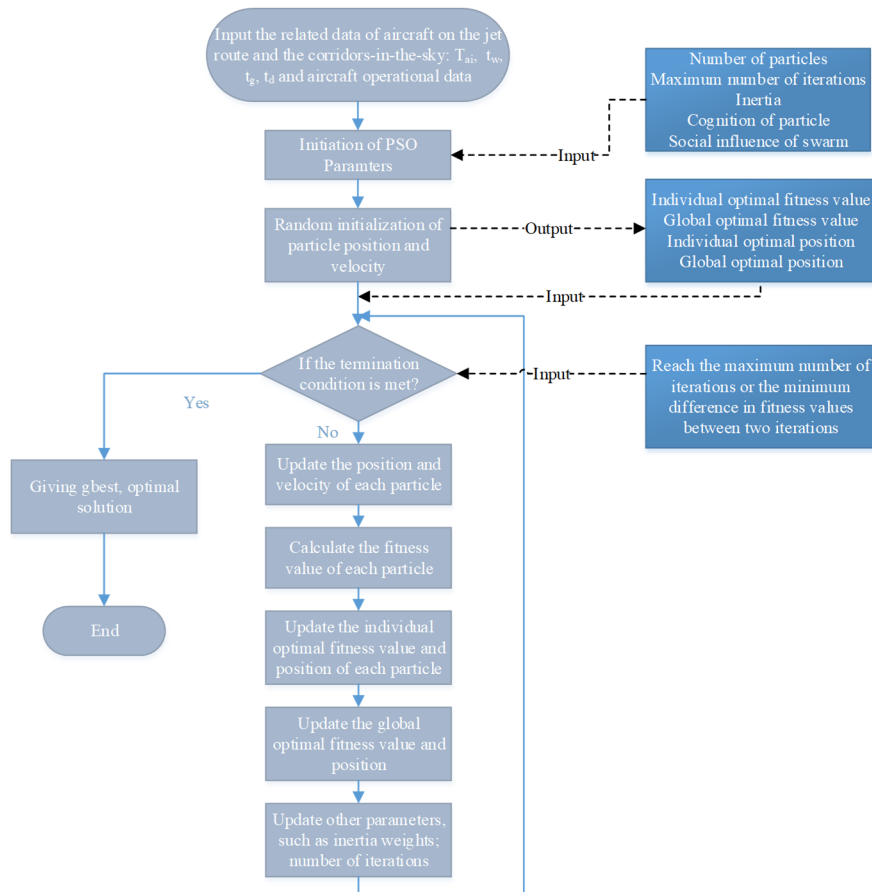 Input the related data of aircraft on the jet
route and the corridors-in-the-sky: Tai, tw,
tg, td and aircraft operational data
Number of particles
Maximum number of iterions
Inertia
Cognition of particle
Social influence of swarm
Initiation of PSO
Paramters
Input
Random initialization of
particle position and
velocity
Output
Individual optimal fitness value
Global optimal fitness value
Individual optimal position
Global optimal position
Input
If the termination
condition is met?
Input
Reach the maximum number of
iterations or the minimum
difference in fitness values
between two iterations
Yes
No
Giving gbest, optimal
solution
Update the position and
velocity of each particle
Calculate the fitness
value of each particle
End
Update the individual
optimal fitness value and
position of each particle
Update the global
optimal fitness value and
position
Update other parameters,
such as inertia weights;
number of iterations